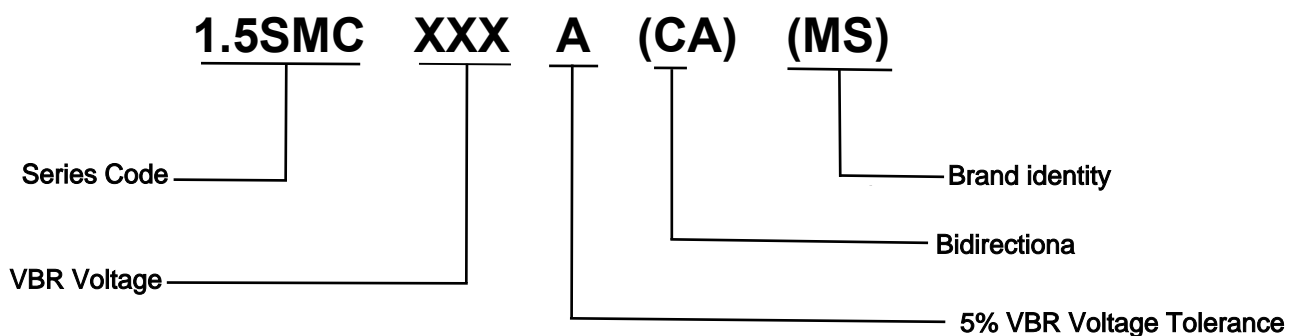 1.5SMC XXX A (CA) (MS)
Series Code
Brand identity
Bidirectiona
VBR Voltage
5% VBR Voltage Tolerance